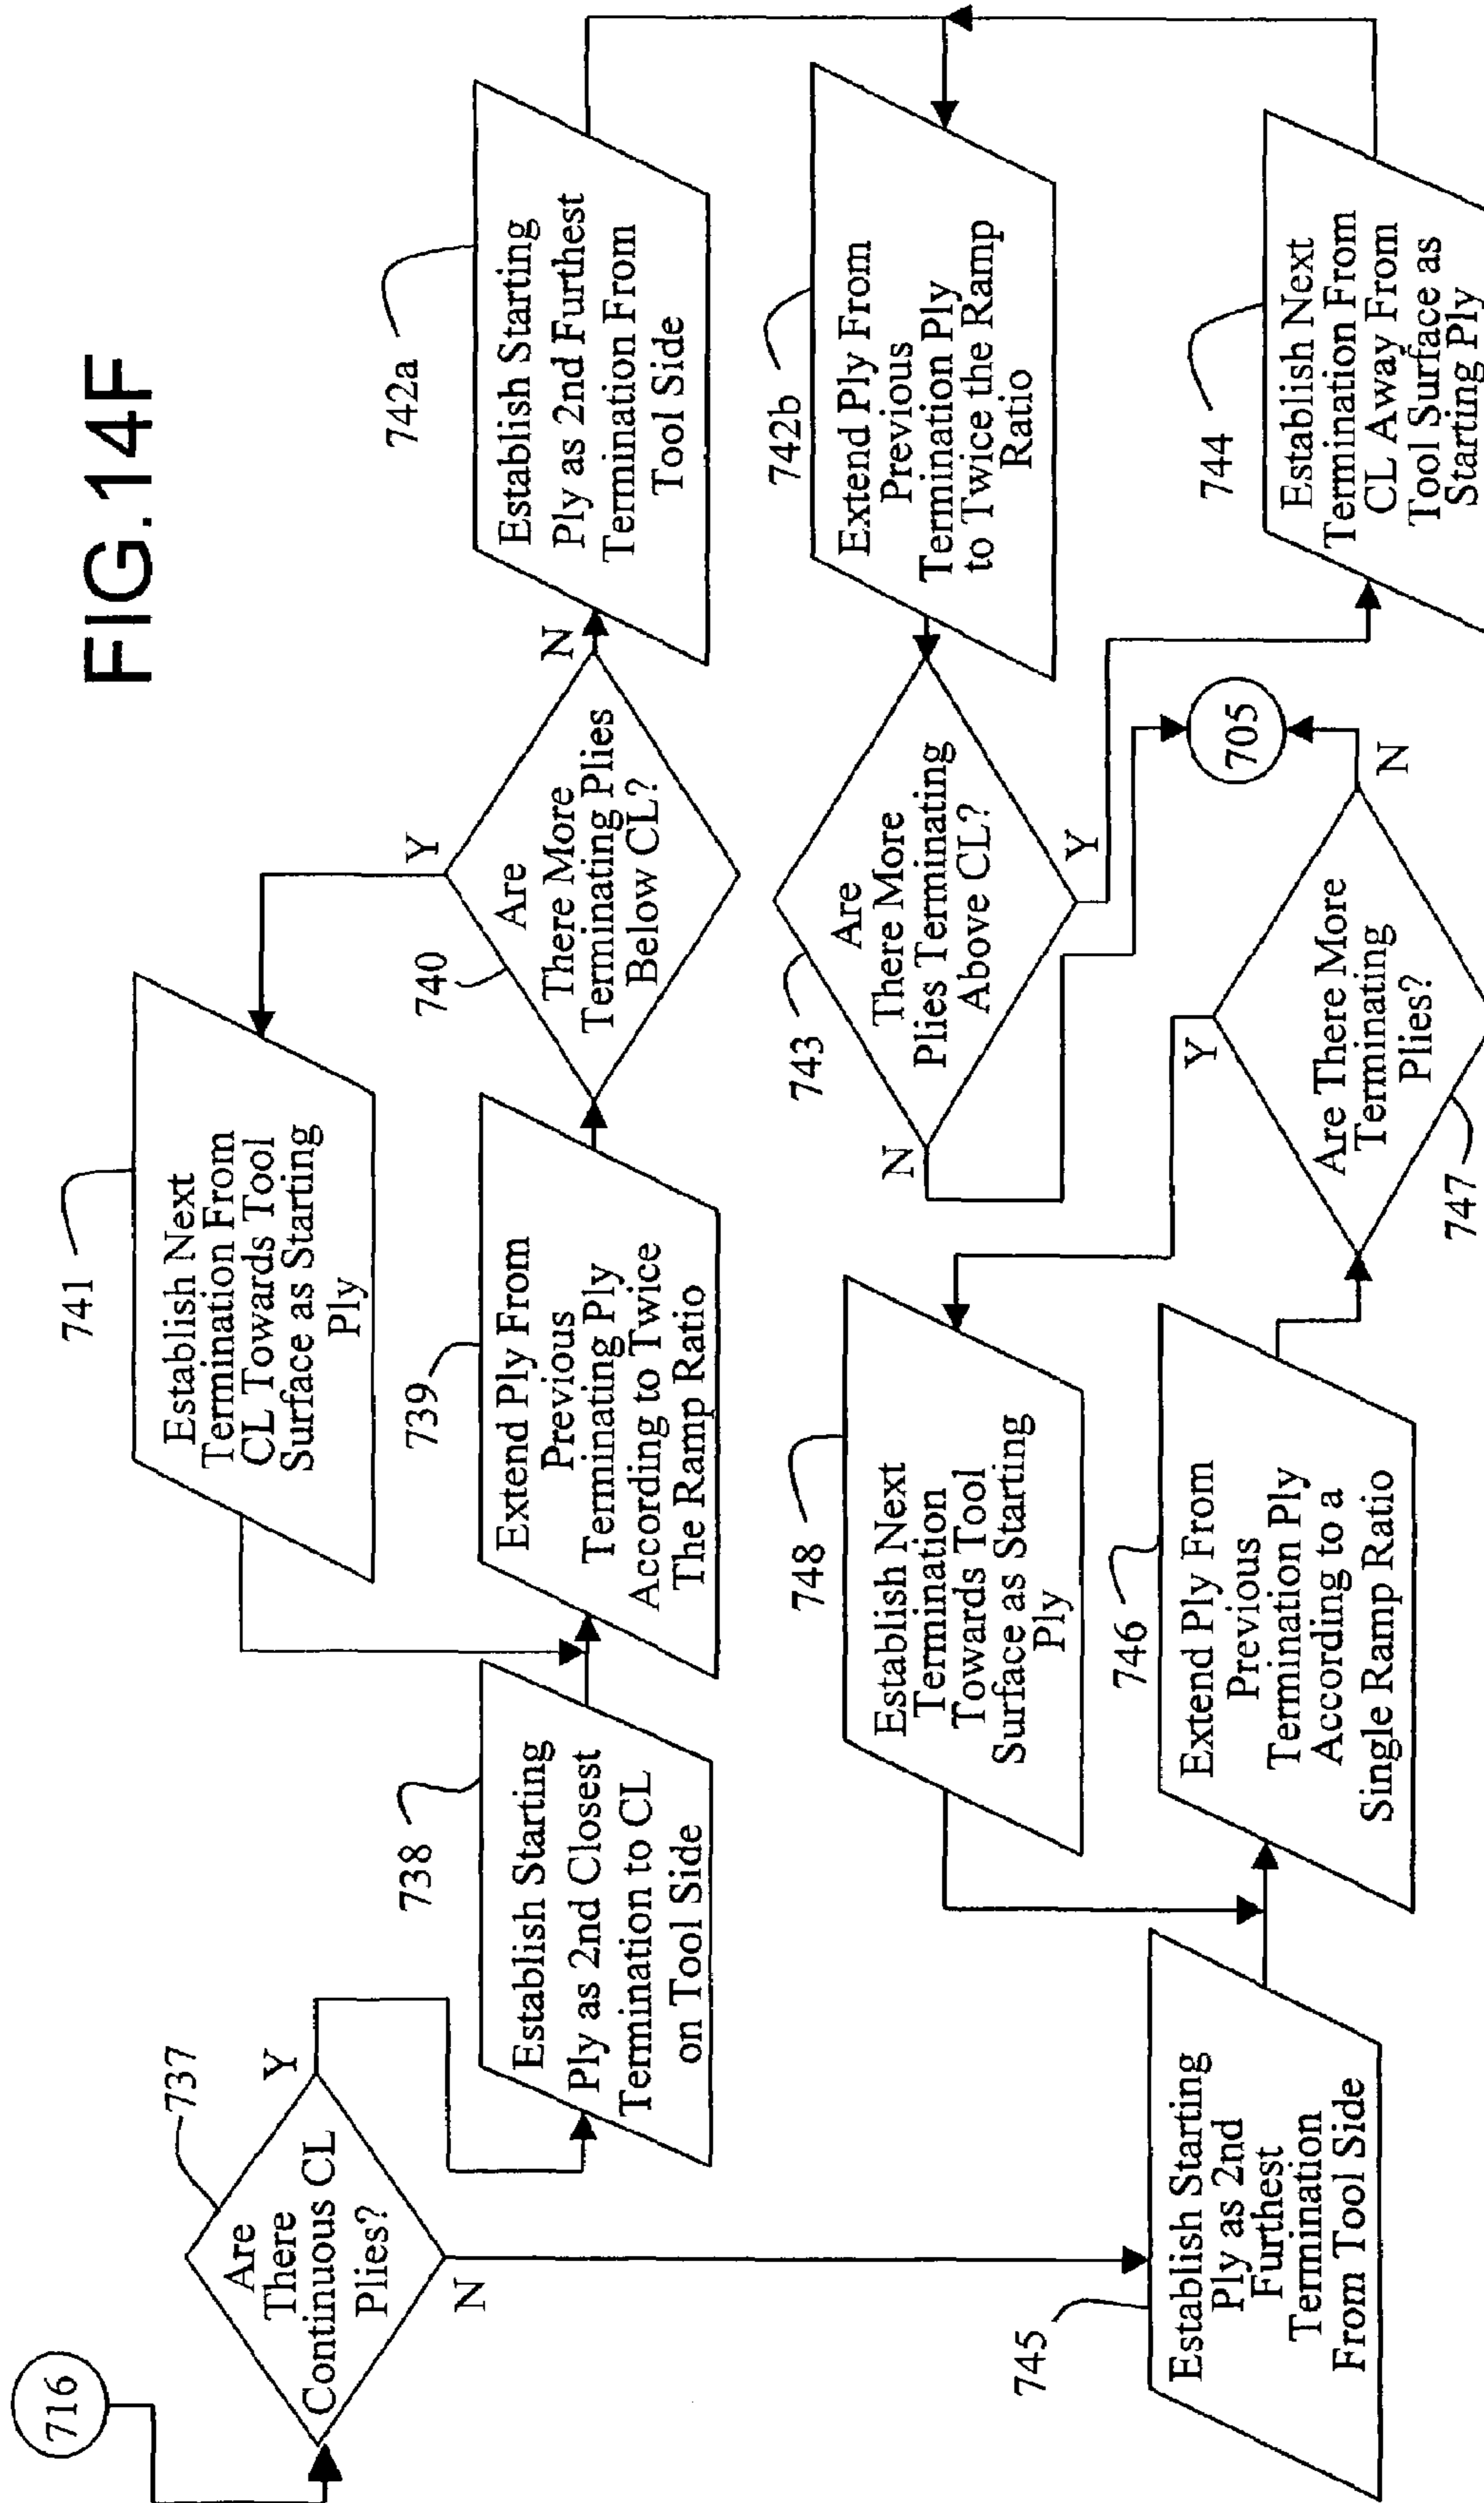 FIG.14F
716
737
Are
There
Continuous CL
Plies?
Y
N
738
Establish Starting
Ply as 2nd Closest
Termination to CL
on Tool Side
739
Extend Ply From
Previous
Terminating Ply
According to Twice
The Ramp Ratio
740
Are
There More
Terminating Plies
Below CL?
Y
N
741
Establish Next
Termination From
CL Towards Tool
Surface as Starting
Ply
742a
Establish Starting
Ply as 2nd Furthest
Termination From
Tool Side
742b
Extend Ply From
Previous
Termination Ply
to Twice the Ramp
Ratio
743
Are
There More
Plies Terminating
Above CL?
N
Y
744
Establish Next
Termination From
CL Away From
Tool Surface as
Starting Ply
705
745
Establish Starting
Ply as 2nd
Furthest
Termination
From Tool Side
746
Extend Ply From
Previous
Termination Ply
According to a
Single Ramp Ratio
747
Are There More
Terminating
Plies?
Y
N
748
Establish Next
Termination
Towards Tool
Surface as Starting
Ply